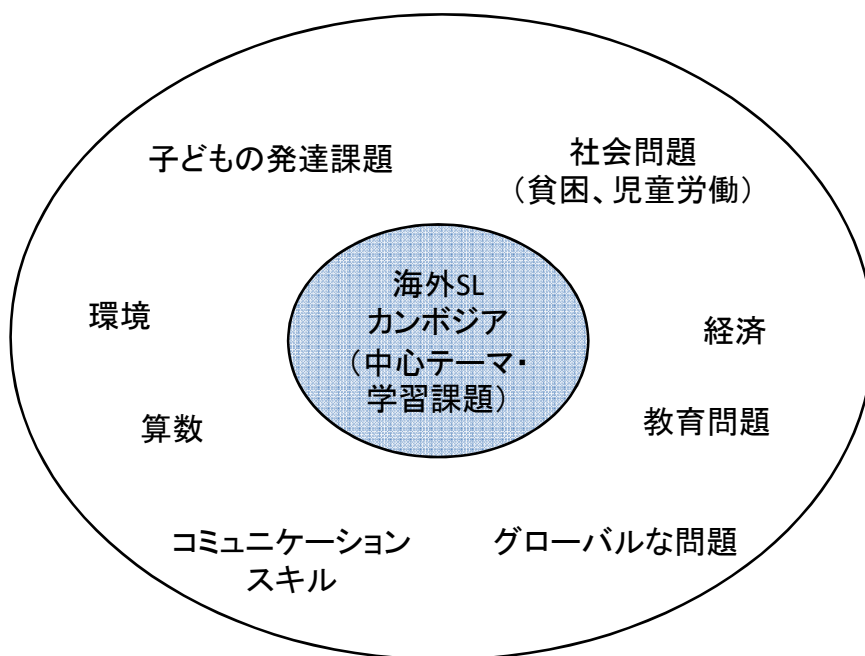 子どもの発達課題
社会問題
（貧困、児童労働）
海外SL
カンボジア
（中心テーマ・
学習課題）
環境
経済
算数
教育問題
コミュニケーション
スキル
グローバルな問題